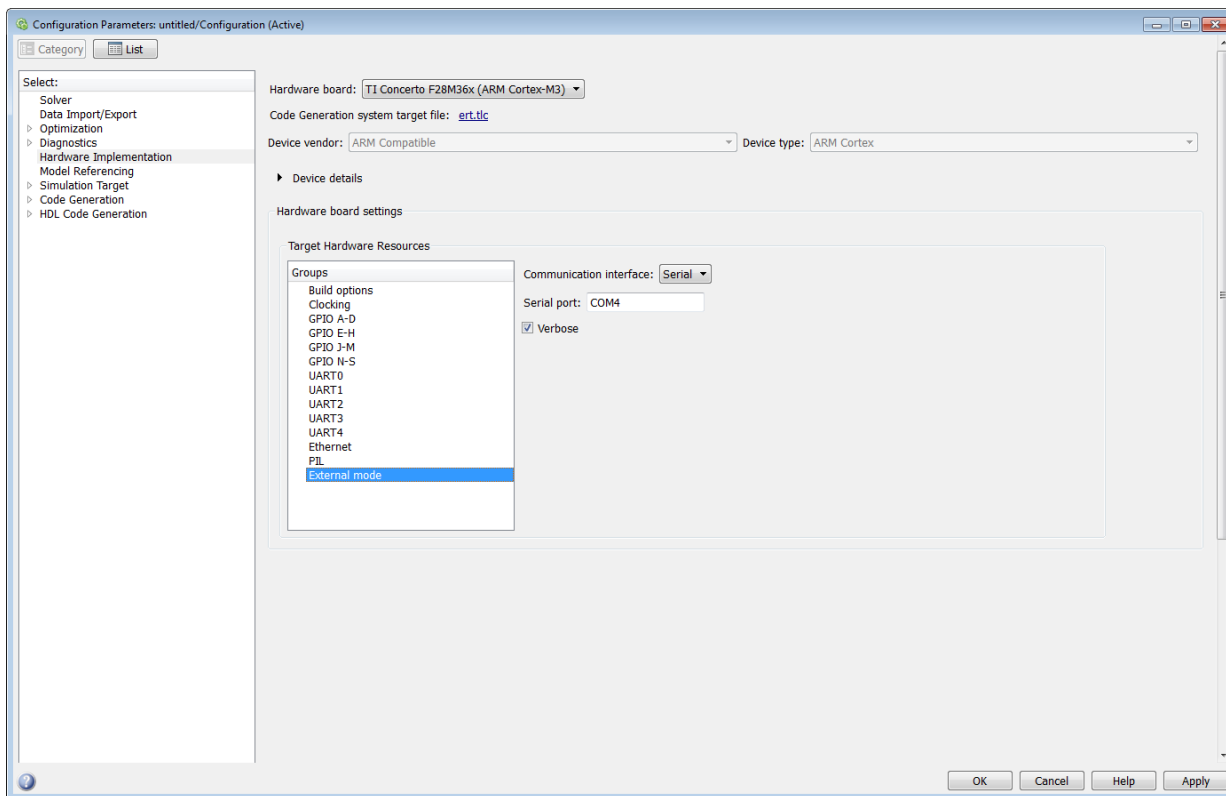 Configuration Parameters: untitled/Configuration (Active)
Category
List
Select:
Solver
Data Import/Export
Optimization
Diagnostics
Hardware Implementation
Model Referencing
Simulation Target
Code Generation
HDL Code Generation
Hardware board: TI Concerto F28M36x (ARM Cortex-M3)
Code Generation system target file: ert.tlc
Device vendor: ARM Compatible Device type: ARM Cortex
Device details
Hardware board settings
Target Hardware Resources
Groups
Build options
Clocking
GPIO A-D
GPIO E-H
GPIO J-M
GPIO N-S
UART0
UART1
UART2
UART3
UART4
Ethernet
PIL
External mode
Communication interface: Serial
Serial port: COM4
Verbose
OK Cancel Help Apply